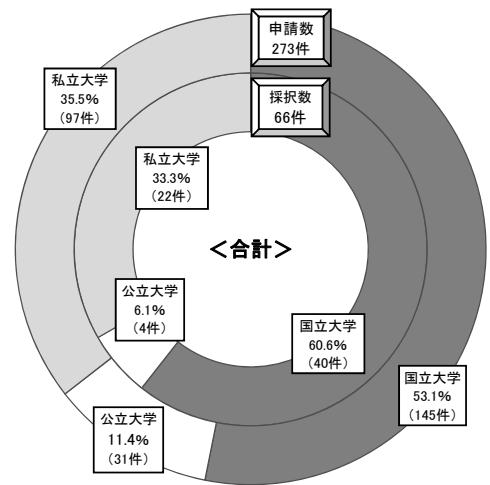 申請数
273件
採択数
66件
私立大学
35.5%
（97件）
私立大学
33.3%
（22件）
＜合計＞
公立大学
6.1%
（4件）
国立大学
60.6%
（40件）
国立大学
53.1%
（145件）
公立大学
11.4%
（31件）